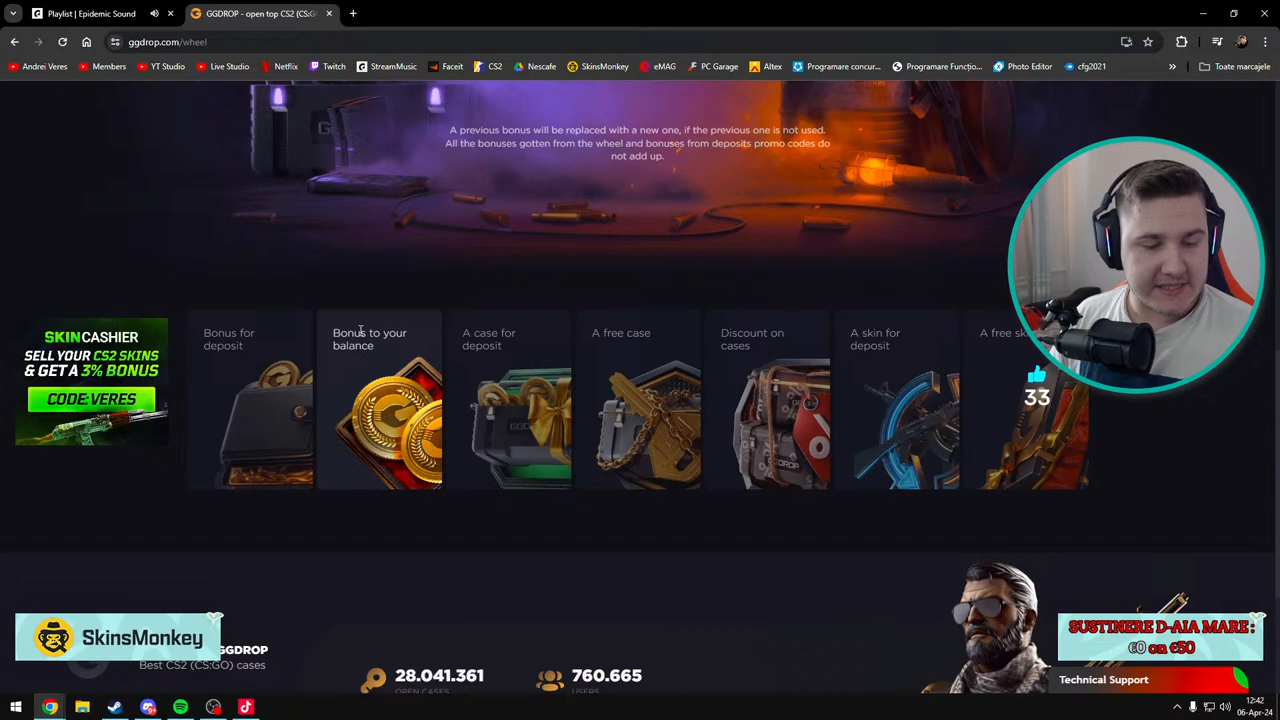 Playlist | Epidemic Sound
GGDROP - open top CS2 (CS:GO
ggdrop.com/wheel
Andrei Veres
Members
YT Studio
Live Studio
Netflix
Twitch
StreamMusic
Faceit
CS2
Nescafe
SkinsMonkey
eMAG
PC Garage
Altex
Programare concur...
Programare Functio...
Photo Editor
cfg2021
Toate marcajele
A previous bonus will be replaced with a new one, if the previous one is not used.
All the bonuses gotten from the wheel and bonuses from deposits promo codes do
not add up.
SKINCASHIER
SELL YOUR CS2 SKINS
& GET A 3% BONUS
CODE:VERES
Bonus for
deposit
Bonus to your
balance
A case for
deposit
A free case
Discount on
cases
A skin for
deposit
A free
33
SkinsMonkey
GGDROP
Best CS2 (CS:GO) cases
28.041.361
OPEN CASES
760.665
USERS
SUSTINERE D-AIA MARE :
€0 on €50
Technical Support
12:42
06-Apr-24